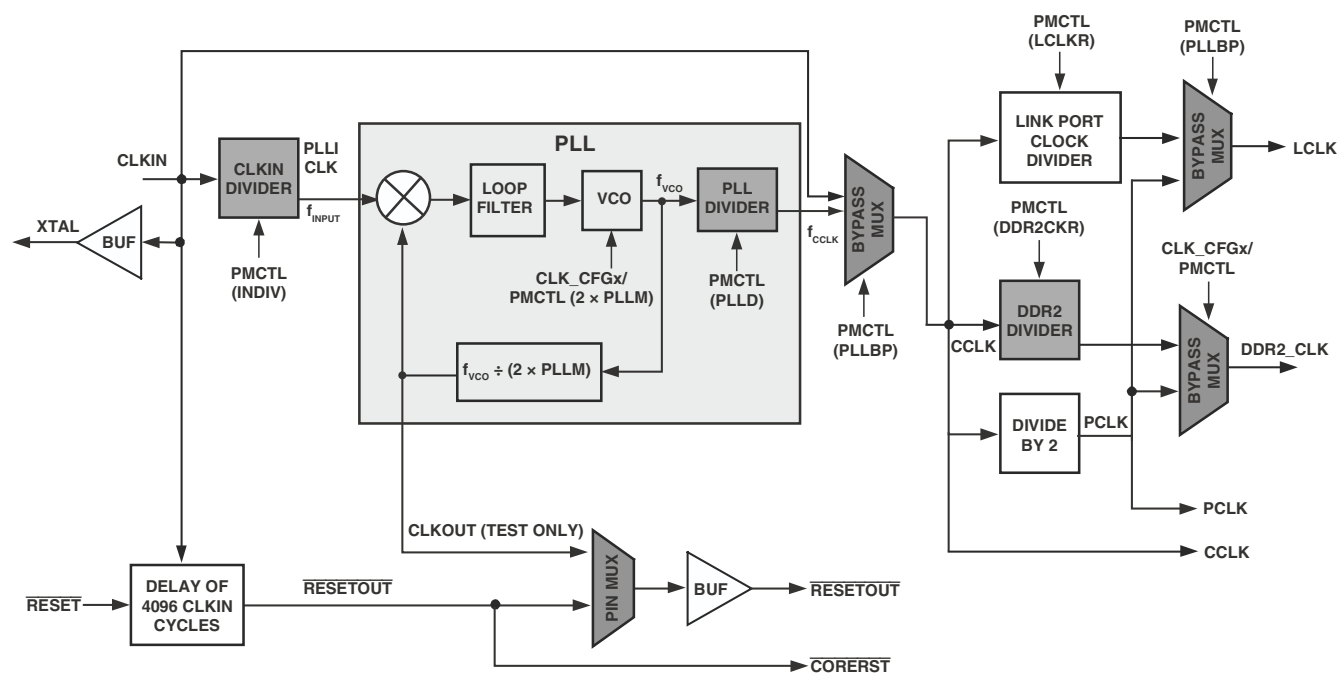 PMCTL
(LCLKR)
PMCTL
(PLLBP)
LINK PORT
CLOCK
DIVIDER
BYPASS
MUX
LCLK
CLKIN
CLKIN
DIVIDER
PLLI
CLK
fINPUT
PMCTL
(INDIV)
XTAL
BUF
PLL
LOOP
FILTER
VCO
fVCO
PLL
DIVIDER
CLK_CFGx/
PMCTL (2 × PLLM)
PMCTL
(PLLD)
fVCO ÷ (2 × PLLM)
fCCLK
BYPASS
MUX
PMCTL
(PLLBP)
PMCTL
(DDR2CKR)
CCLK
DDR2
DIVIDER
CLK_CFGx/
PMCTL
BYPASS
MUX
DDR2_CLK
DIVIDE
BY 2
PCLK
PCLK
CCLK
CLKOUT (TEST ONLY)
RESET
DELAY OF
4096 CLKIN
CYCLES
RESETOUT
PIN MUX
BUF
RESETOUT
CORERST